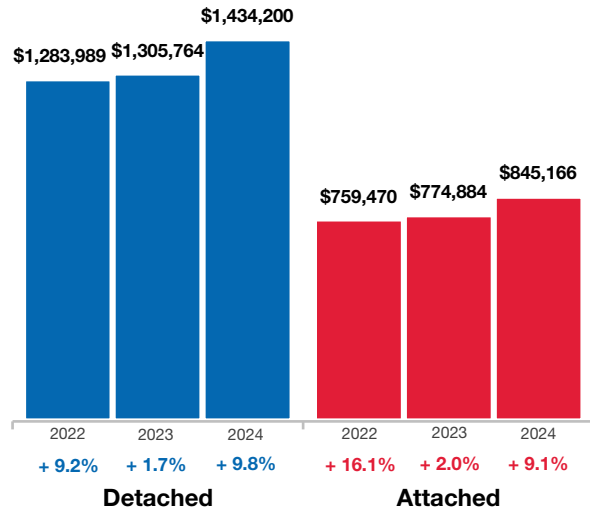 $1,434,200
$1,283,989 $1,305,764
$845,166
$759,470 $774,884
2022 2023 2024 2022 2023 2024
+ 9.2% + 1.7% + 9.8% + 16.1% + 2.0% + 9.1%
Detached Attached